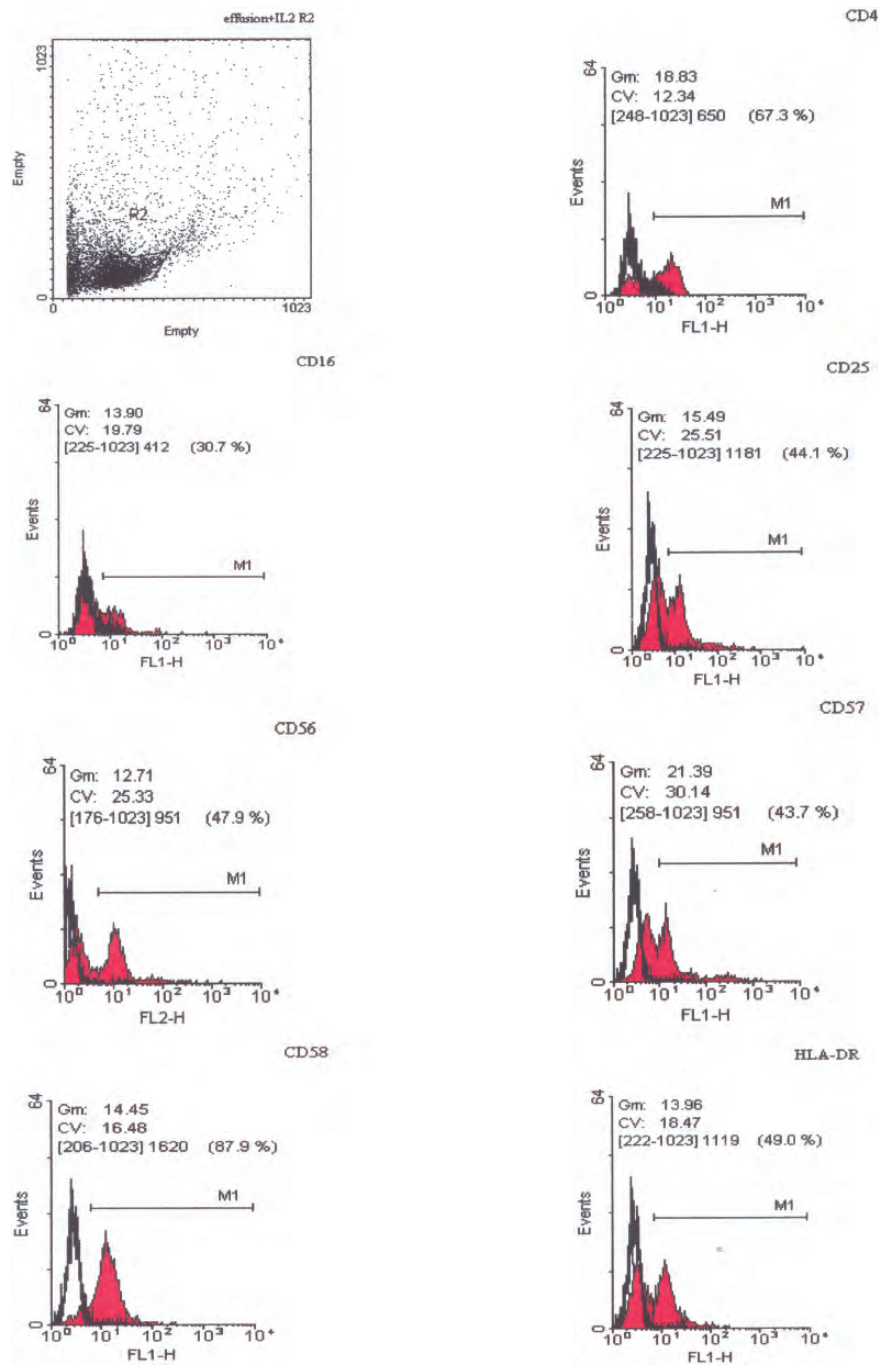 effusion+IL2 R2
1023
Empty
R2
0
0
1023
Empty
CD4
64
Gm: 18.83
CV: 12.34
[248-1023] 650 (67.3 %)
Events
M1
0
10⁰ 10¹ 10² 10³ 10⁴
FL1-H
CD16
64
Gm: 13.90
CV: 19.79
[225-1023] 412 (30.7 %)
Events
M1
0
10⁰ 10¹ 10² 10³ 10⁴
FL1-H
CD25
64
Gm: 15.49
CV: 25.51
[225-1023] 1181 (44.1 %)
Events
M1
0
10⁰ 10¹ 10² 10³ 10⁴
FL1-H
CD56
64
Gm: 12.71
CV: 25.33
[176-1023] 951 (47.9 %)
Events
M1
0
10⁰ 10¹ 10² 10³ 10⁴
FL2-H
CD57
64
Gm: 21.39
CV: 30.14
[258-1023] 951 (43.7 %)
Events
M1
0
10⁰ 10¹ 10² 10³ 10⁴
FL1-H
CD58
64
Gm: 14.45
CV: 16.48
[206-1023] 1620 (87.9 %)
Events
M1
0
10⁰ 10¹ 10² 10³ 10⁴
FL1-H
HLA-DR
64
Gm: 13.96
CV: 18.47
[222-1023] 1119 (49.0 %)
Events
M1
0
10⁰ 10¹ 10² 10³ 10⁴
FL1-H